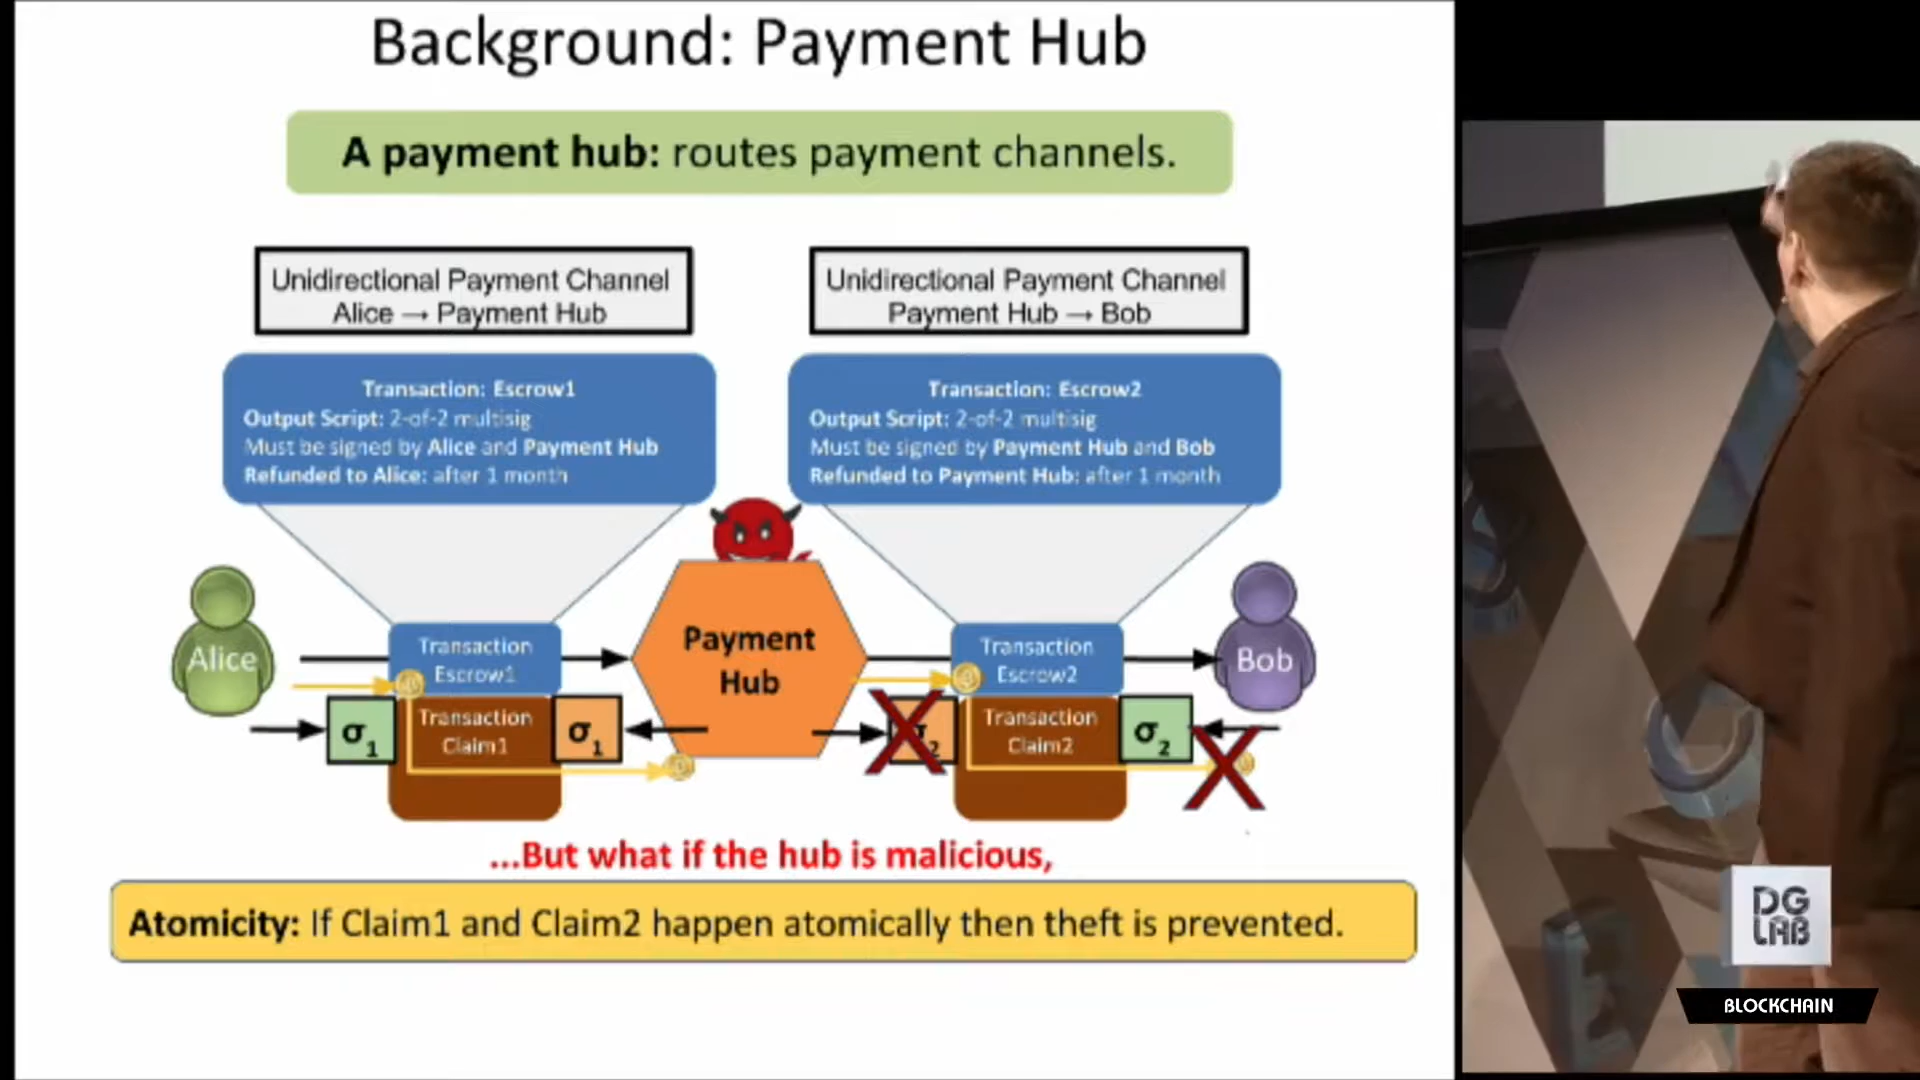 Background: Payment Hub
A payment hub: routes payment channels.
Unidirectional Payment Channel
Alice → Payment Hub
Unidirectional Payment Channel
Payment Hub → Bob
Transaction: Escrow1
Output Script: 2-of-2 multisig
Must be signed by Alice and Payment Hub
Refunded to Alice: after 1 month
Transaction: Escrow2
Output Script: 2-of-2 multisig
Must be signed by Payment Hub and Bob
Refunded to Payment Hub: after 1 month
Alice
Transaction
Escrow1
Payment
Hub
Transaction
Escrow2
Bob
σ1
Transaction
Claim1
σ1
2
Transaction
Claim2
σ2
...But what if the hub is malicious,
Atomicity: If Claim1 and Claim2 happen atomically then theft is prevented.
DG
LAB
BLOCKCHAIN